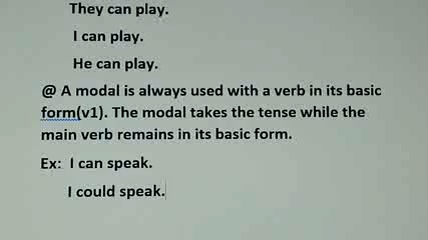 They can play.
I can play.
He can play.
@ A modal is always used with a verb in its basic
form(v1). The modal takes the tense while the
main verb remains in its basic form.
Ex: I can speak.
I could speak.